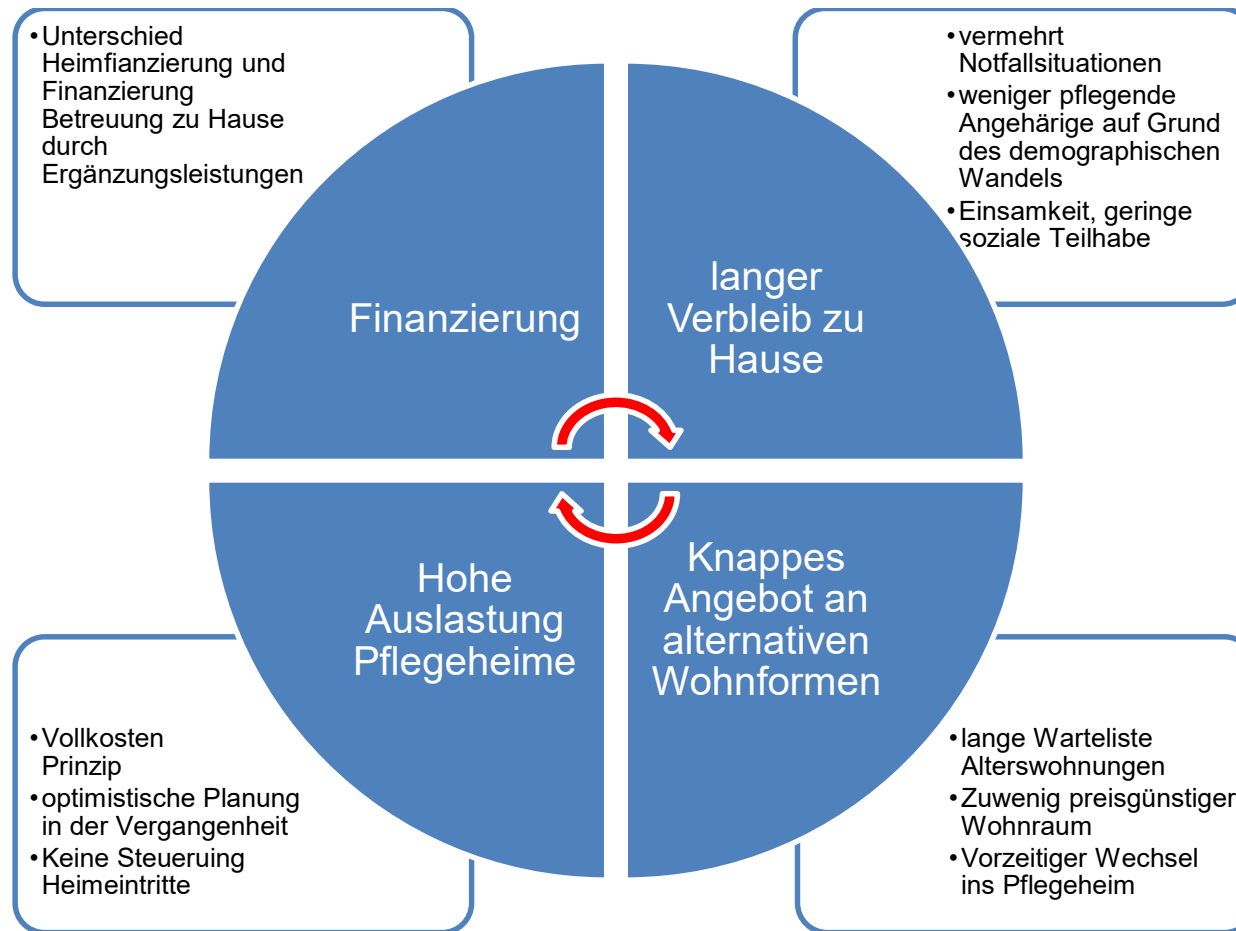 •Unterschied
Heimfianzierung und
Finanzierung
Betreuung zu Hause
durch
Ergänzungsleistungen
•vermehrt
Notfallsituationen
•weniger pflegende
Angehärige auf Grund
des demographischen
Wandels
•Einsamkeit, geringe
soziale Teilhabe
Finanzierung
langer
Verbleib zu
Hause
Hohe
Auslastung
Pflegeheime
Knappes
Angebot an
alternativen
Wohnformen
•Vollkosten
Prinzip
•optimistische Planung
in der Vergangenheit
•Keine Steueruing
Heimeintritte
•lange Warteliste
Alterswohnungen
•Zuwenig preisgünstiger
Wohnraum
•Vorzeitiger Wechsel
ins Pflegeheim